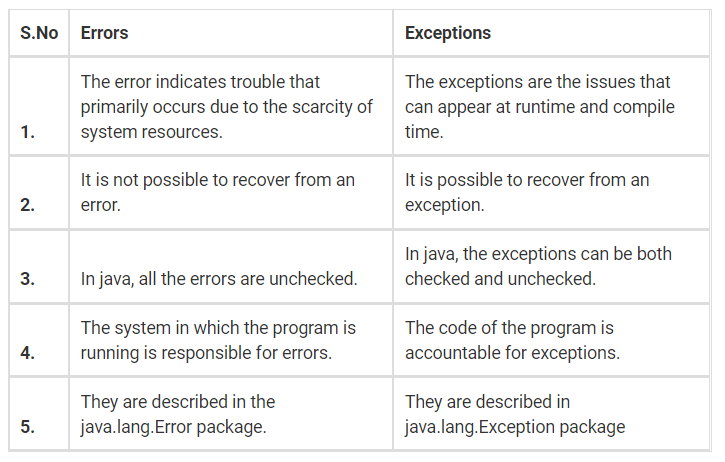 S.No Errors Exceptions
The error indicates trouble that
primarily occurs due to the scarcity of
1. system resources.
The exceptions are the issues that
can appear at runtime and compile
time.
It is not possible to recover from an
2. error.
It is possible to recover from an
exception.
3. In java, all the errors are unchecked.
In java, the exceptions can be both
checked and unchecked.
The system in which the program is
4. running is responsible for errors.
The code of the program is
accountable for exceptions.
They are described in the
5. java.lang.Error package.
They are described in
java.lang.Exception package